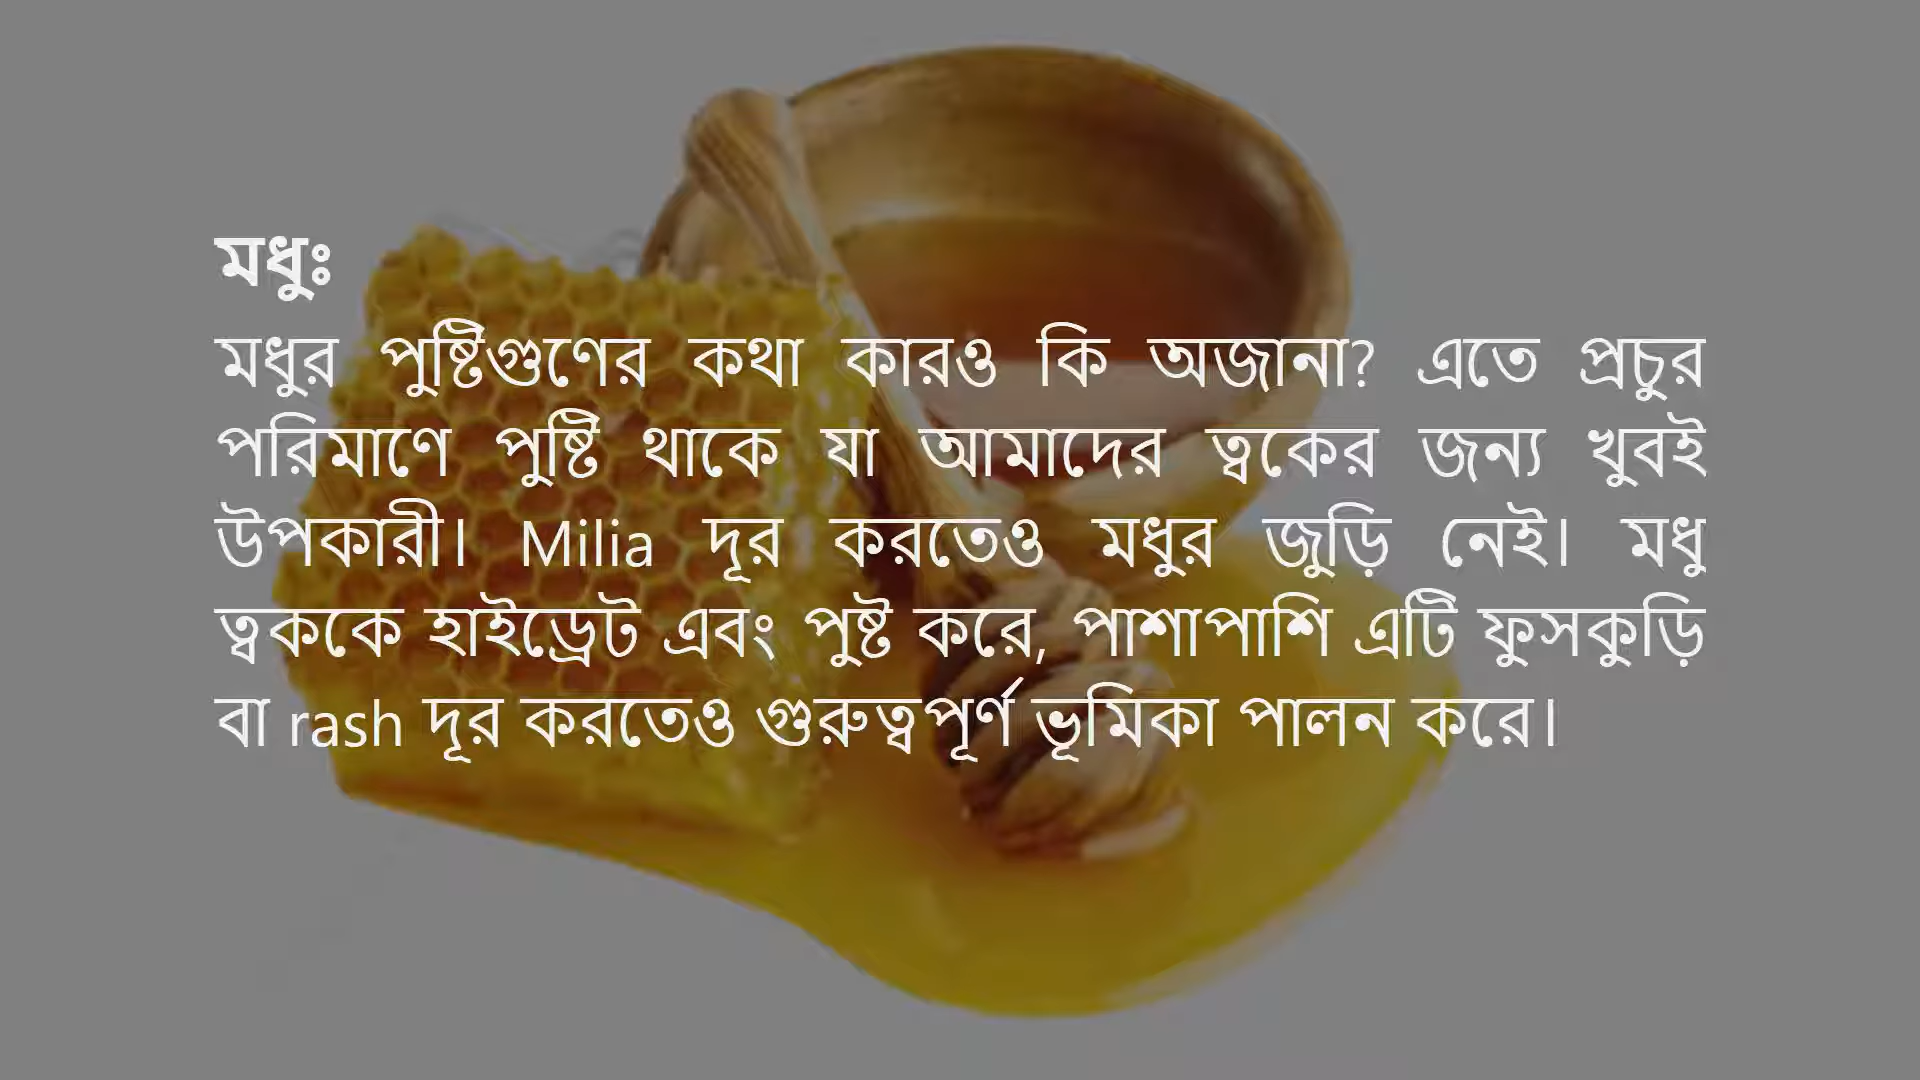 মধুঃ
মধুর পুষ্টিগুণের কথা কারও কি অজানা? এতে প্রচুর
পরিমাণে পুষ্টি থাকে যা আমাদের ত্বকের জন্য খুবই
উপকারী। Milia দূর করতেও মধুর জুড়ি নেই। মধু
ত্বককে হাইড্রেট এবং পুষ্ট করে, পাশাপাশি এটি ফুসকুড়ি
বা rash দূর করতেও গুরুত্বপূর্ণ ভূমিকা পালন করে।